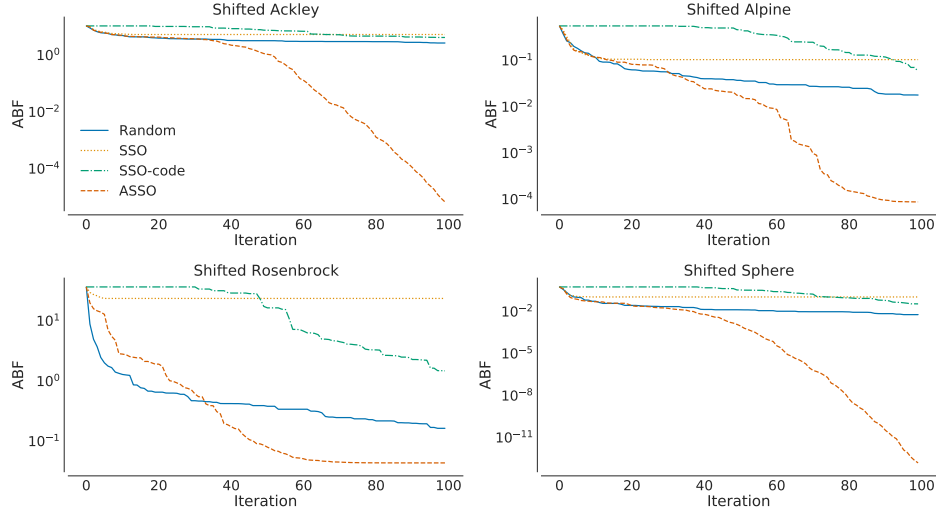 Shifted Ackley
ABF
10^0
10^-2
10^-4
Random
SSO
SSO-code
ASSO
0 20 40 60 80 100
Iteration
Shifted Alpine
ABF
10^-1
10^-2
10^-3
10^-4
0 20 40 60 80 100
Iteration
Shifted Rosenbrock
ABF
10^1
10^0
10^-1
0 20 40 60 80 100
Iteration
Shifted Sphere
ABF
10^-2
10^-5
10^-8
10^-11
0 20 40 60 80 100
Iteration